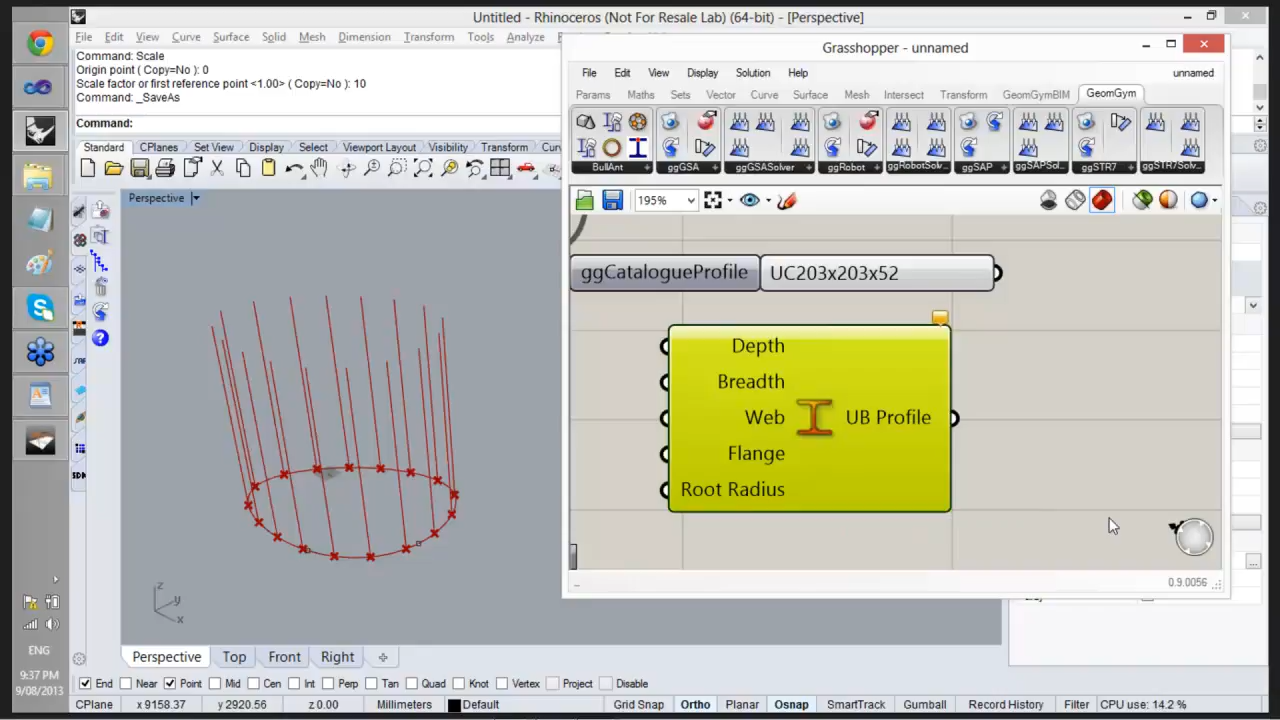 Untitled - Rhinoceros (Not For Resale Lab) (64-bit) - [Perspective]
File Edit View Curve Surface Solid Mesh Dimension Transform Tools Analyze
Command: Scale
Origin point ( Copy=No ): 0
Scale factor or first reference point <1.00> ( Copy=No ): 10
Command: _SaveAs
Command:
Standard CPlanes Set View Display Select Viewport Layout Visibility Transform
Perspective
Grasshopper - unnamed
File Edit View Display Solution Help unnamed
Params Maths Sets Vector Curve Surface Mesh Intersect Transform GeomGymBIM GeomGym
BullAnt ggGSA ggGSASolver ggRobot ggRobotSolv... ggSAP ggSAPSol... ggSTR7 ggSTR7Solv...
195%
ggCatalogueProfile UC203x203x52
Depth
Breadth
Web UB Profile
Flange
Root Radius
0.9.0056
z
y
x
Perspective Top Front Right
End Near Point Mid Cen Int Perp Tan Quad Knot Vertex Project Disable
CPlane x 9158.37 y 2920.56 z 0.00 Millimeters Default Grid Snap Ortho Planar Osnap SmartTrack Gumball Record History Filter CPU use: 14.2 %
ENG
9:37 PM
9/08/2013